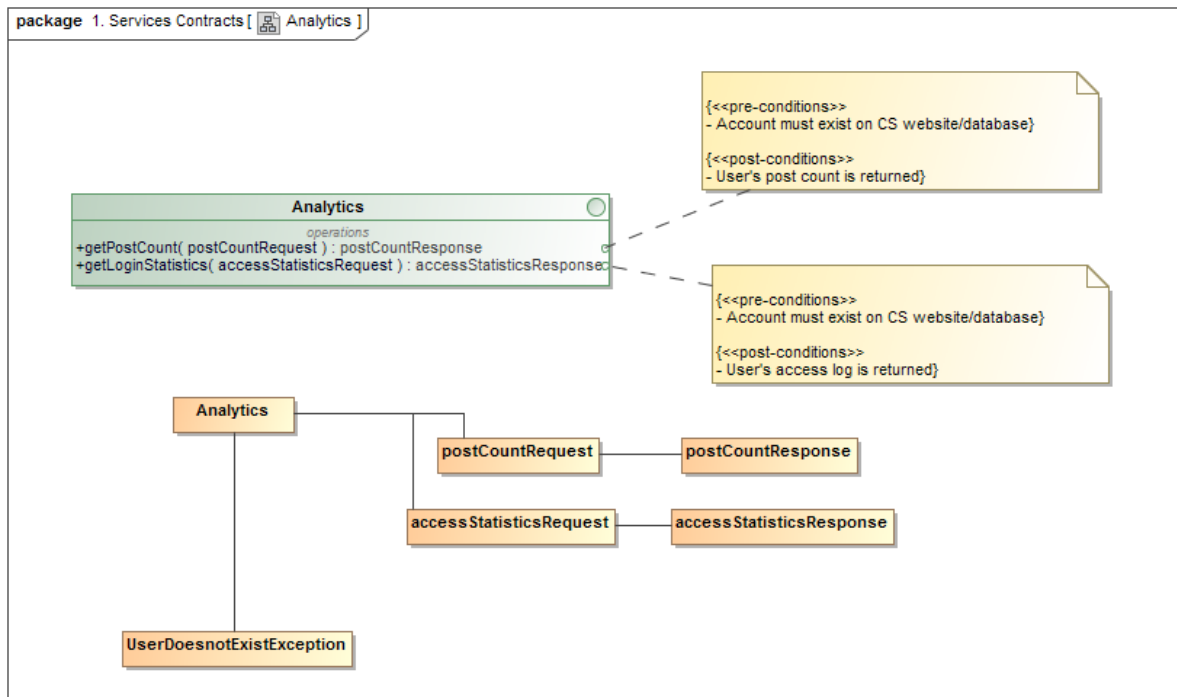 package 1. Services Contracts [ Analytics ]
{<<pre-conditions>>
- Account must exist on CS website/database}
{<<post-conditions>>
- User's post count is returned}
Analytics
operations
+getPostCount( postCountRequest ) : postCountResponse
+getLoginStatistics( accessStatisticsRequest ) : accessStatisticsResponse
{<<pre-conditions>>
- Account must exist on CS website/database}
{<<post-conditions>>
- User's access log is returned}
Analytics
postCountRequest
postCountResponse
accessStatisticsRequest
accessStatisticsResponse
UserDoesnotExistException